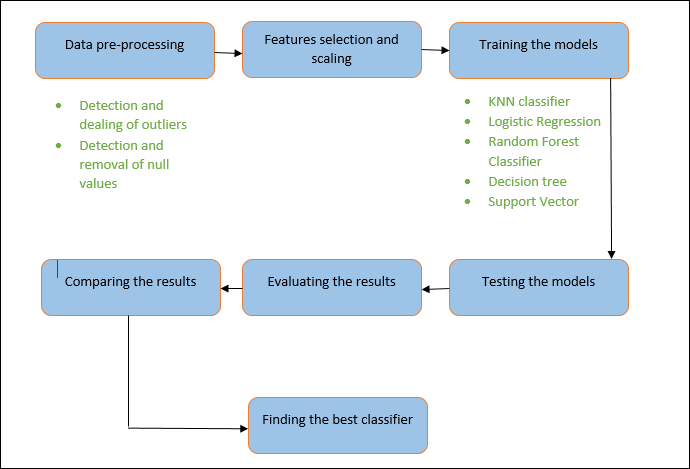 Data pre-processing
Features selection and
scaling
Training the models
• Detection and
dealing of outliers
• Detection and
removal of null
values
• KNN classifier
• Logistic Regression
• Random Forest
Classifier
• Decision tree
• Support Vector
Comparing the results
Evaluating the results
Testing the models
Finding the best classifier